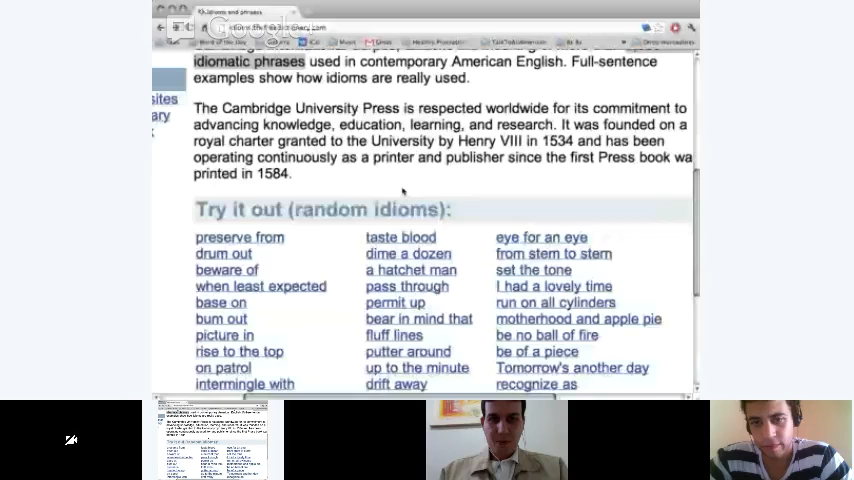 Idioms and phrases
idioms.thefreedictionary.com
idiomatic phrases used in contemporary American English. Full-sentence
examples show how idioms are really used.
sites
ary
The Cambridge University Press is respected worldwide for its commitment to
advancing knowledge, education, learning, and research. It was founded on a
royal charter granted to the University by Henry VIII in 1534 and has been
operating continuously as a printer and publisher since the first Press book wa
printed in 1584.
Try it out (random idioms):
preserve from taste blood eye for an eye
drum out dime a dozen from stem to stern
beware of a hatchet man set the tone
when least expected pass through I had a lovely time
base on permit up run on all cylinders
bum out bear in mind that motherhood and apple pie
picture in fluff lines be no ball of fire
rise to the top putter around be of a piece
on patrol up to the minute Tomorrow's another day
intermingle with drift away recognize as